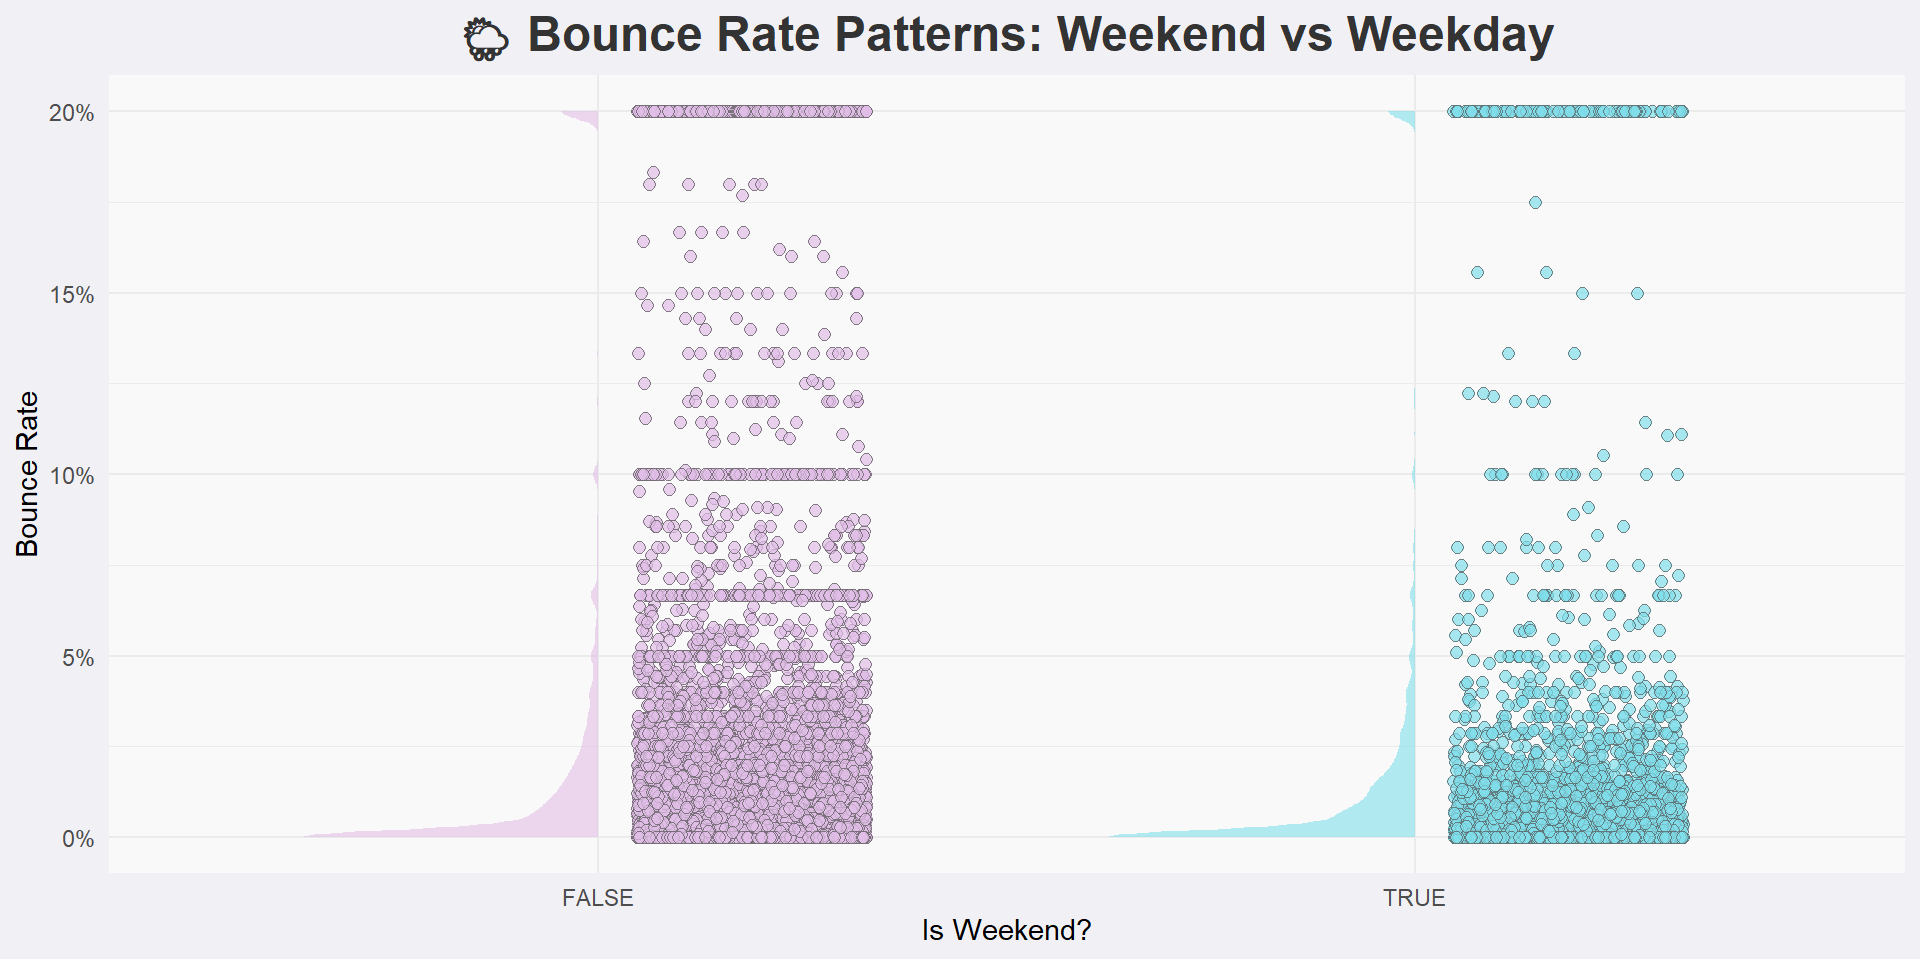 🌦 Bounce Rate Patterns: Weekend vs Weekday
20%
15%
10%
5%
0%
Bounce Rate
FALSE
TRUE
Is Weekend?